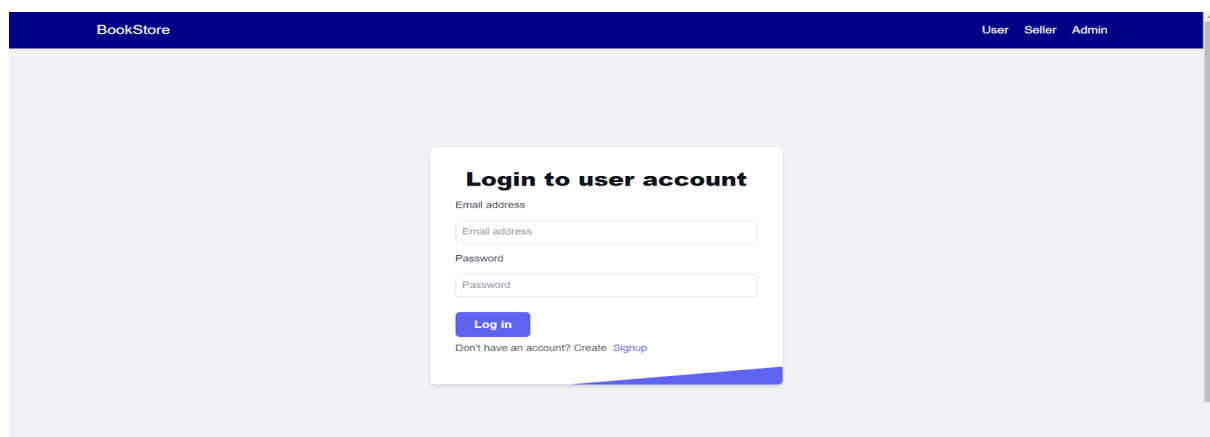 BookStore User Seller Admin
Login to user account
Email address
Email address
Password
Password
Log in
Don't have an account? Create Signup